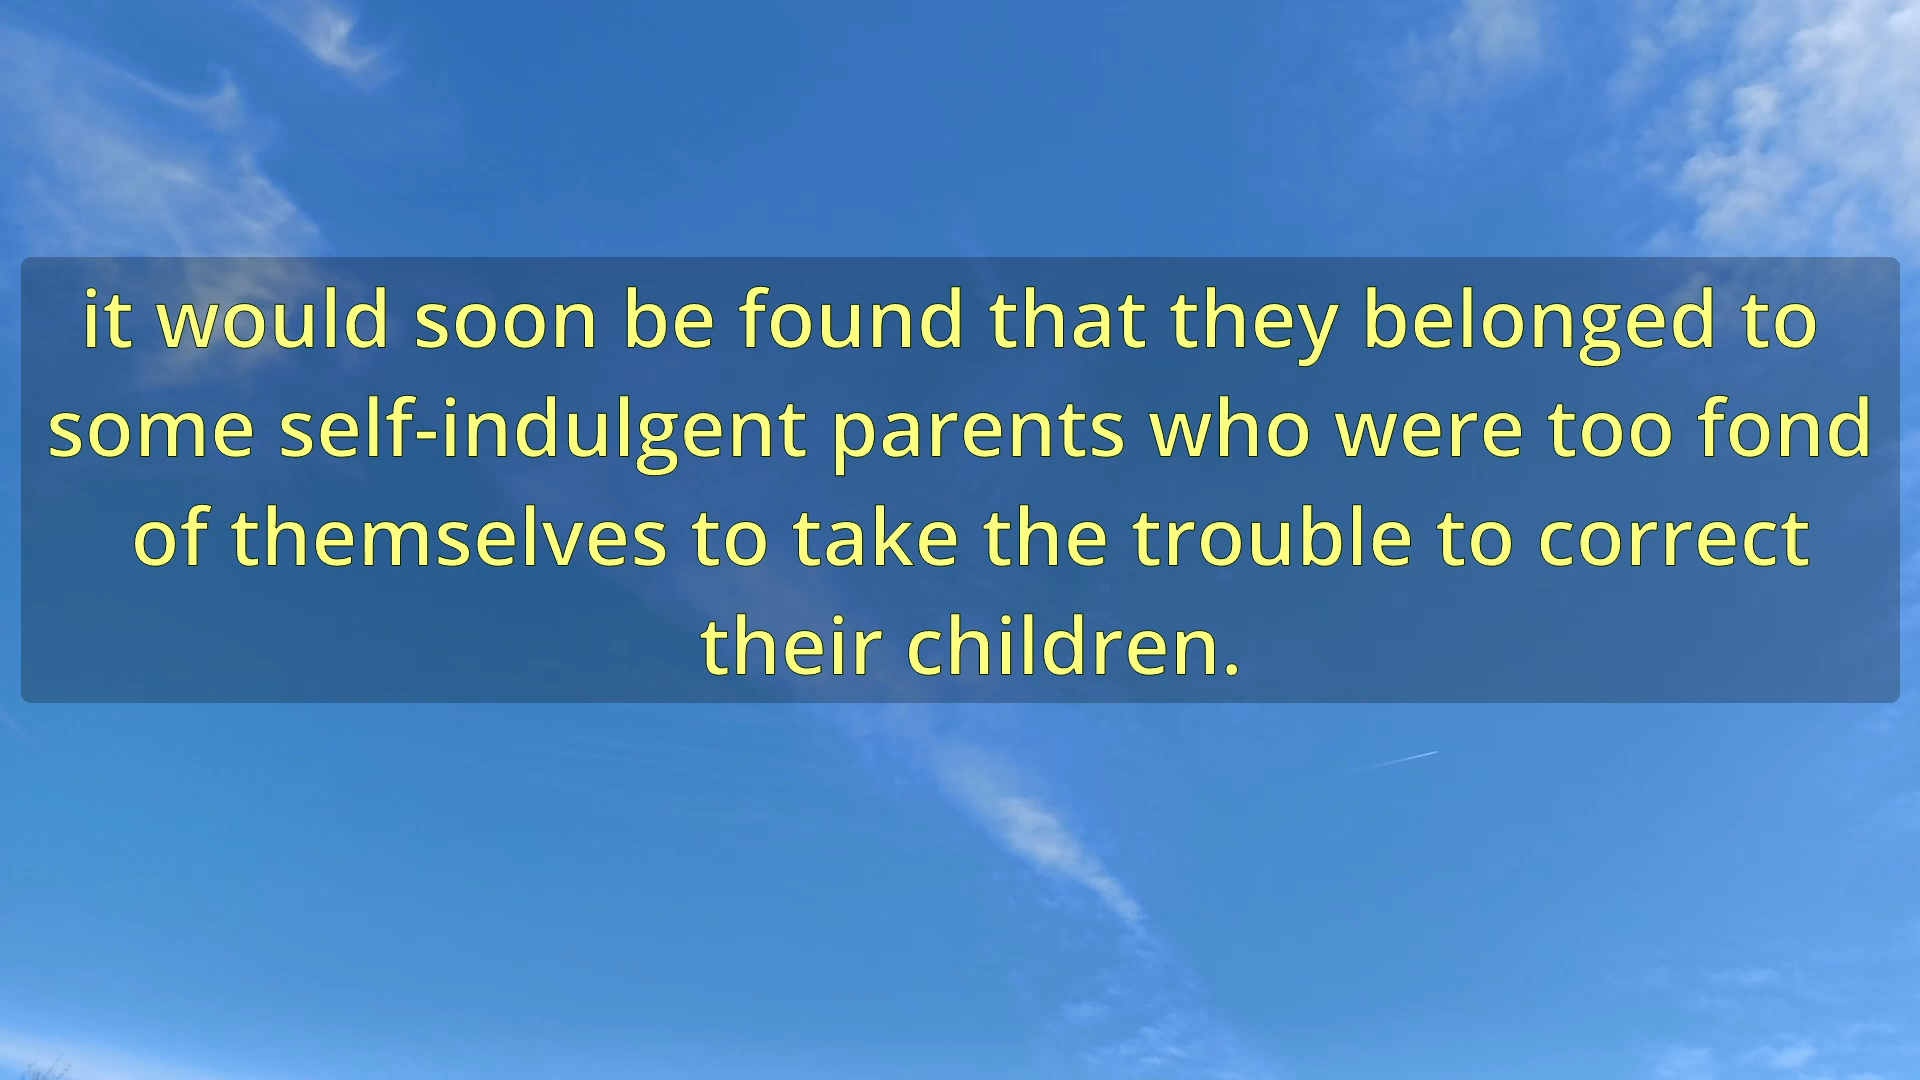 it would soon be found that they belonged to
some self-indulgent parents who were too fond
of themselves to take the trouble to correct
their children.